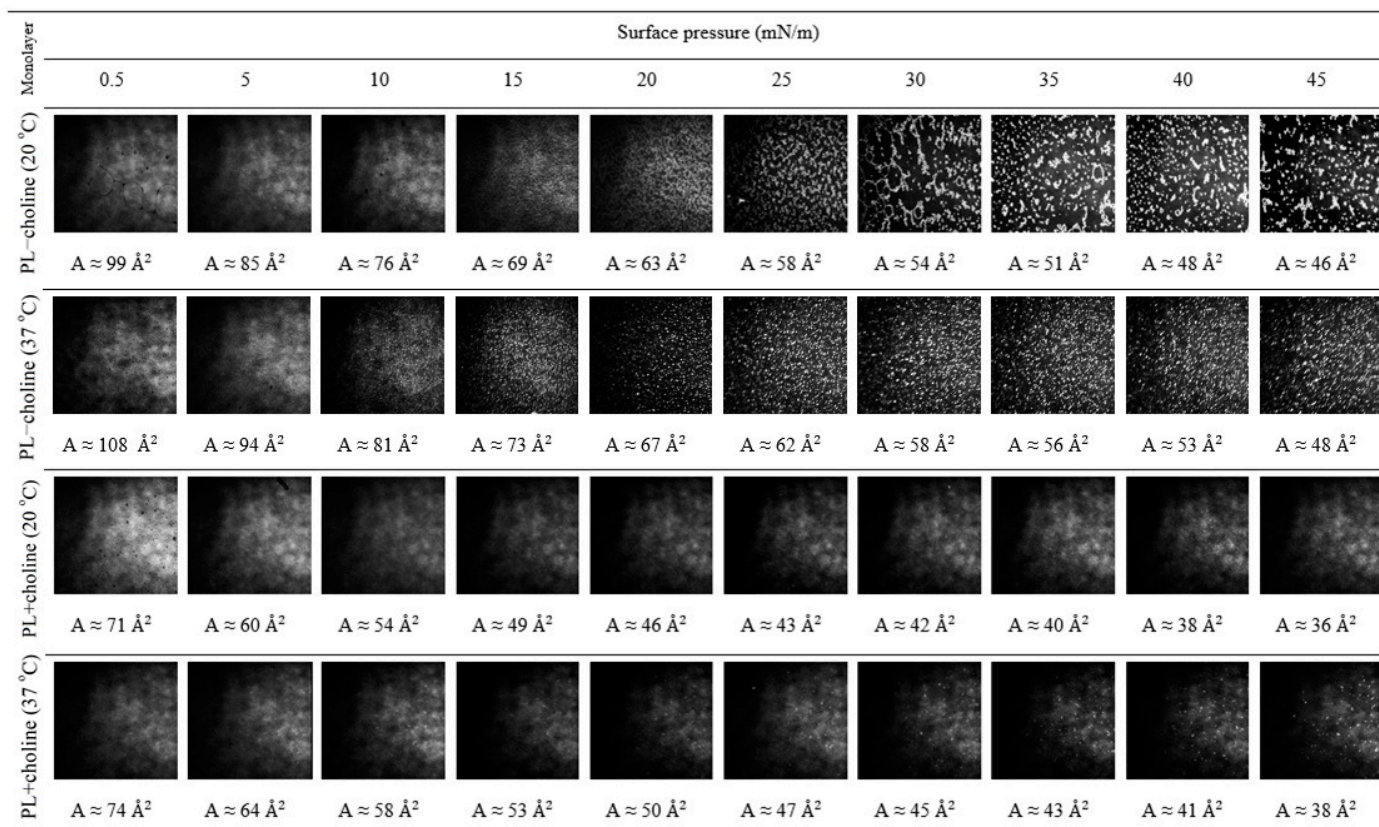 Surface pressure (mN/m)
Monolayer
0.5 5 10 15 20 25 30 35 40 45
PL−choline (20 °C)
A ≈ 99 Å² A ≈ 85 Å² A ≈ 76 Å² A ≈ 69 Å² A ≈ 63 Å² A ≈ 58 Å² A ≈ 54 Å² A ≈ 51 Å² A ≈ 48 Å² A ≈ 46 Å²
PL−choline (37 °C)
A ≈ 108 Å² A ≈ 94 Å² A ≈ 81 Å² A ≈ 73 Å² A ≈ 67 Å² A ≈ 62 Å² A ≈ 58 Å² A ≈ 56 Å² A ≈ 53 Å² A ≈ 48 Å²
PL+choline (20 °C)
A ≈ 71 Å² A ≈ 60 Å² A ≈ 54 Å² A ≈ 49 Å² A ≈ 46 Å² A ≈ 43 Å² A ≈ 42 Å² A ≈ 40 Å² A ≈ 38 Å² A ≈ 36 Å²
PL+choline (37 °C)
A ≈ 74 Å² A ≈ 64 Å² A ≈ 58 Å² A ≈ 53 Å² A ≈ 50 Å² A ≈ 47 Å² A ≈ 45 Å² A ≈ 43 Å² A ≈ 41 Å² A ≈ 38 Å²